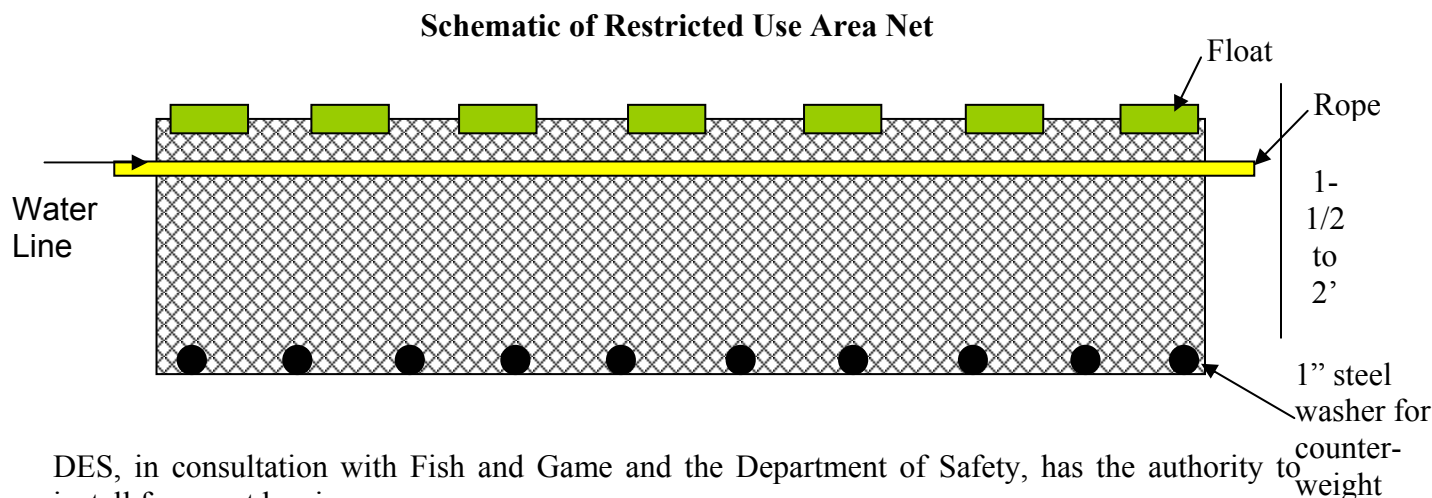 Schematic of Restricted Use Area Net
Float
Rope
Water
Line
1-
1/2
to
2’
1” steel
washer for
counter-
weight
DES, in consultation with Fish and Game and the Department of Safety, has the authority to